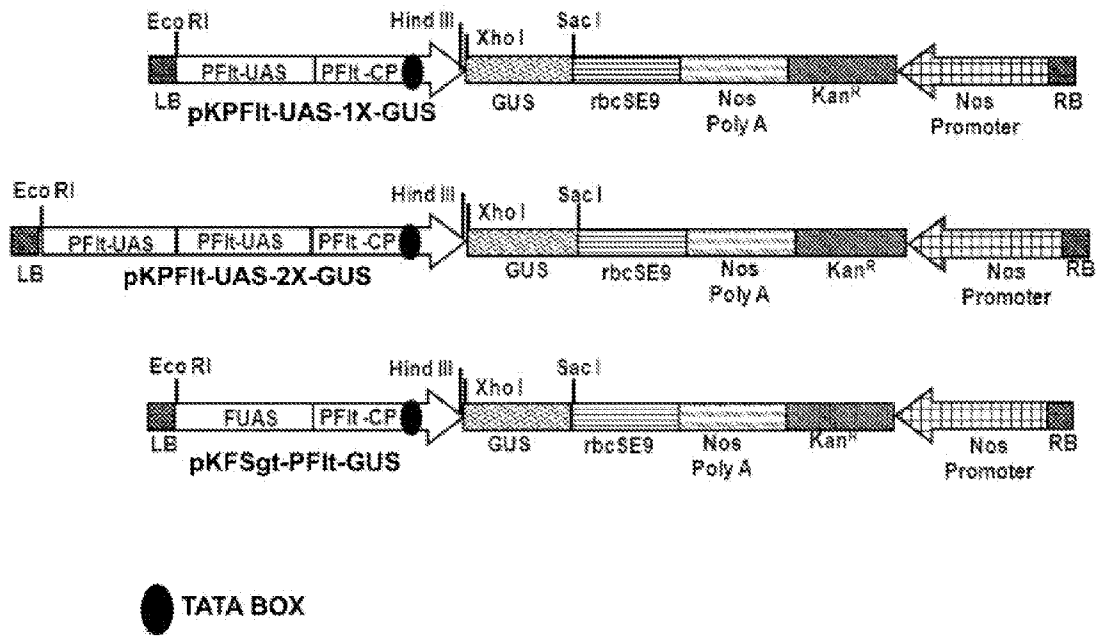 Eco RI Hind III Xho I Sac I
PFlt-UAS PFlt -CP
LB GUS rbcSE9 Nos Poly A Kanᴿ Nos Promoter RB
pKPFlt-UAS-1X-GUS
Eco RI Hind III Xho I Sac I
PFlt-UAS PFlt-UAS PFlt -CP
LB GUS rbcSE9 Nos Poly A Kanᴿ Nos Promoter RB
pKPFlt-UAS-2X-GUS
Eco RI Hind III Xho I Sac I
FUAS PFlt -CP
LB GUS rbcSE9 Nos Poly A Kanᴿ Nos Promoter RB
pKFSgt-PFlt-GUS
TATA BOX